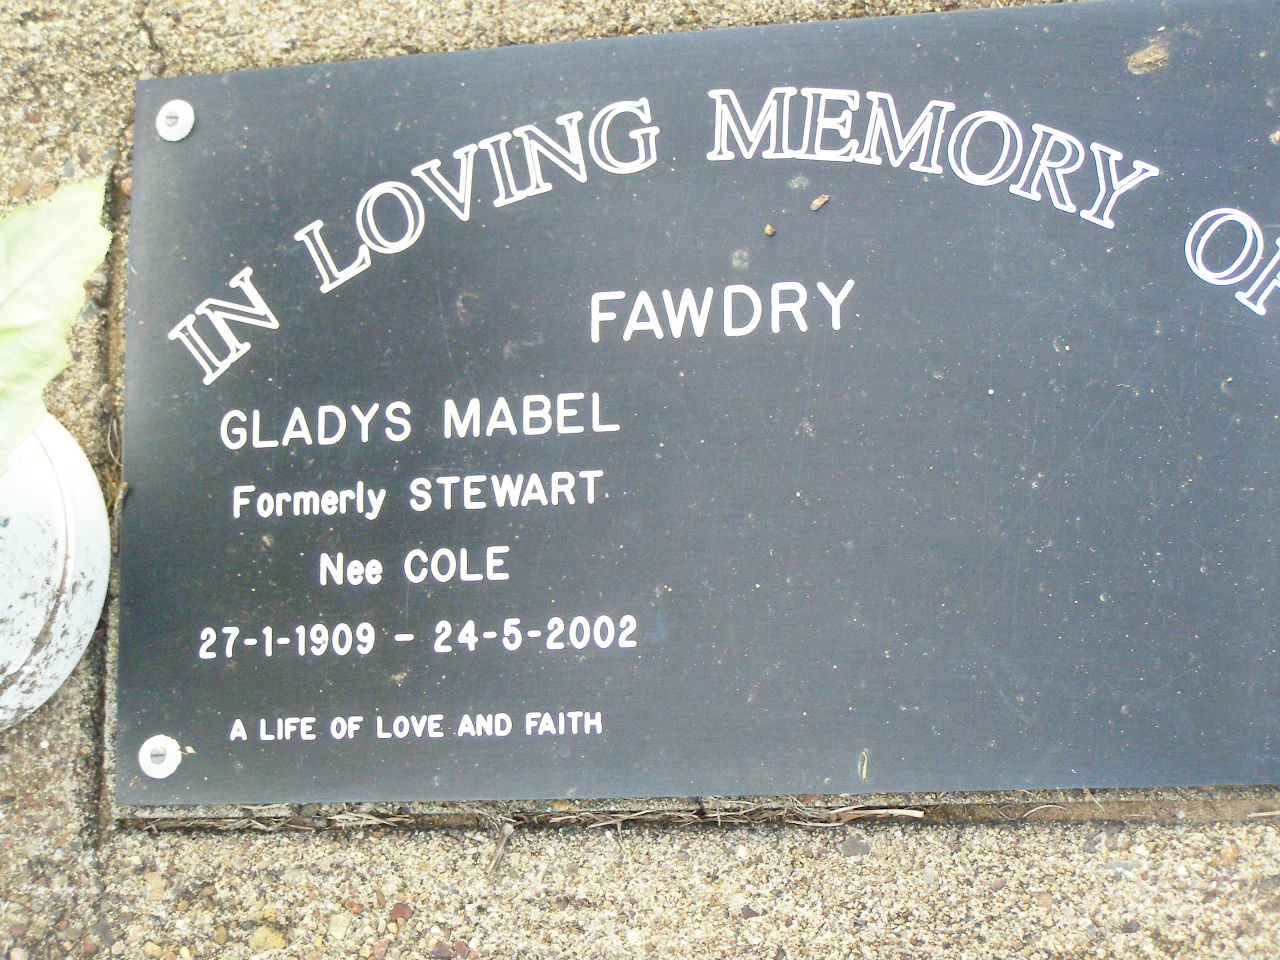 IN LOVING MEMORY OF
FAWDRY
GLADYS MABEL
Formerly STEWART
Nee COLE
27-1-1909 – 24-5-2002
A LIFE OF LOVE AND FAITH